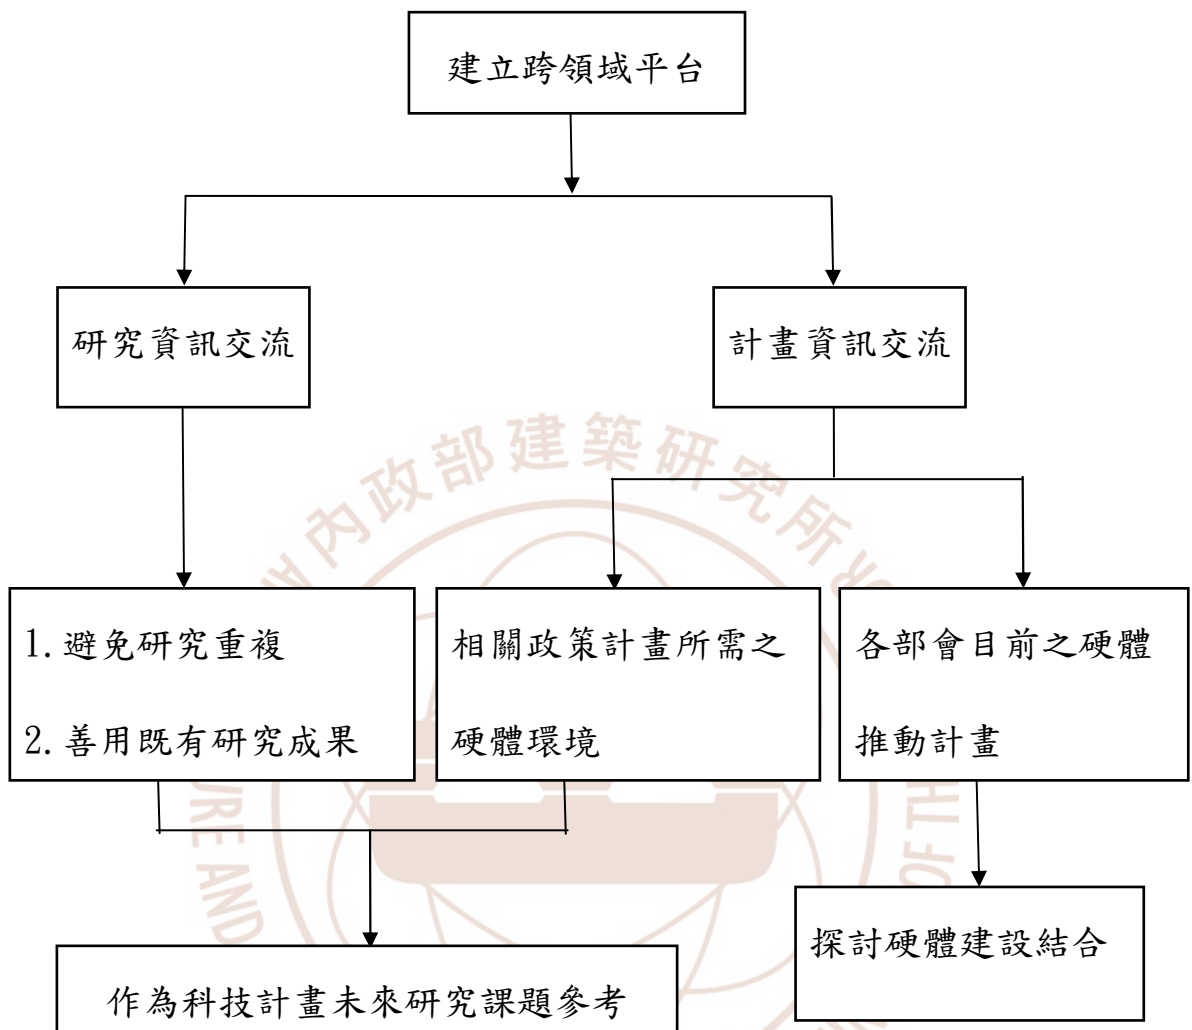 建立跨領域平台
研究資訊交流
計畫資訊交流
1.避免研究重複
2.善用既有研究成果
相關政策計畫所需之
硬體環境
各部會目前之硬體
推動計畫
作為科技計畫未來研究課題參考
探討硬體建設結合
內政部建築研究所
AND
OF